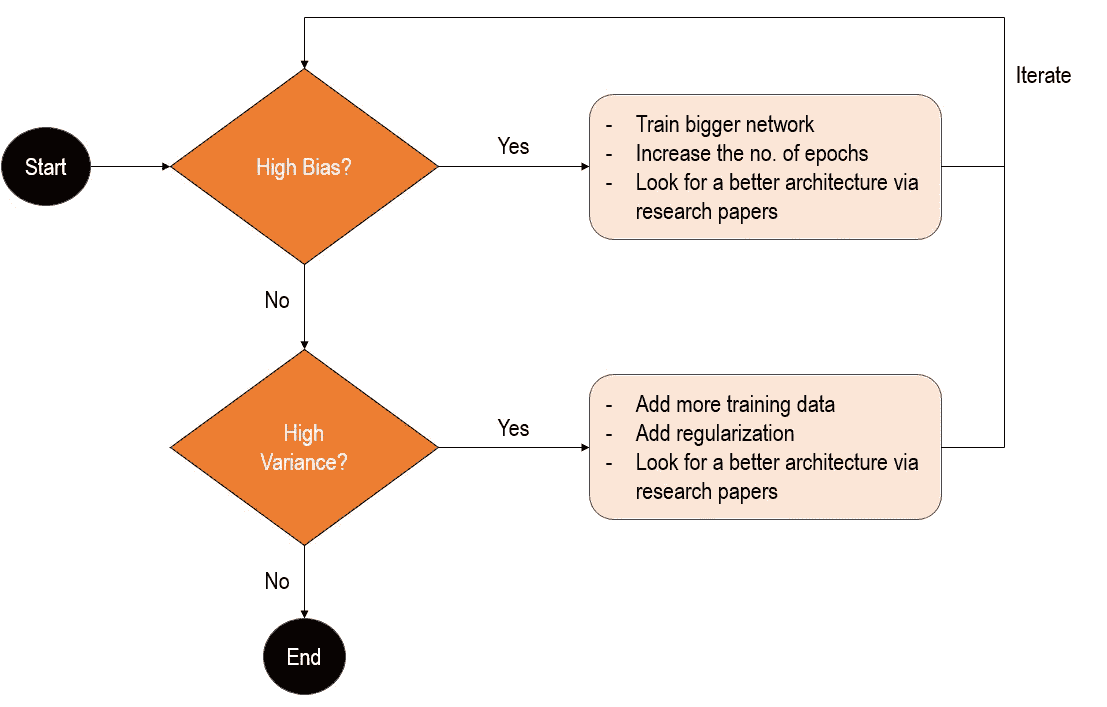 Iterate
Start
High Bias?
Yes
- Train bigger network
- Increase the no. of epochs
- Look for a better architecture via
research papers
No
High
Variance?
Yes
- Add more training data
- Add regularization
- Look for a better architecture via
research papers
No
End